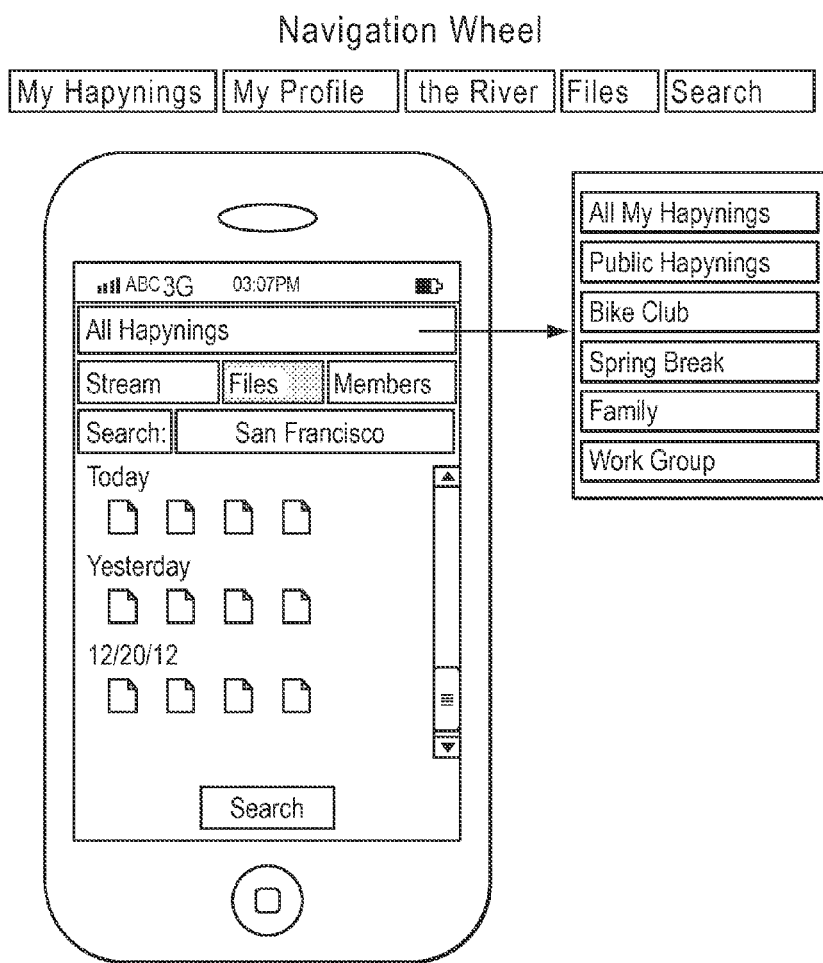 Navigation Wheel
My Hapynings My Profile the River Files Search
ABC 3G 03:07PM
All Hapynings
Stream Files Members
Search: San Francisco
Today
Yesterday
12/20/12
Search
All My Hapynings
Public Hapynings
Bike Club
Spring Break
Family
Work Group